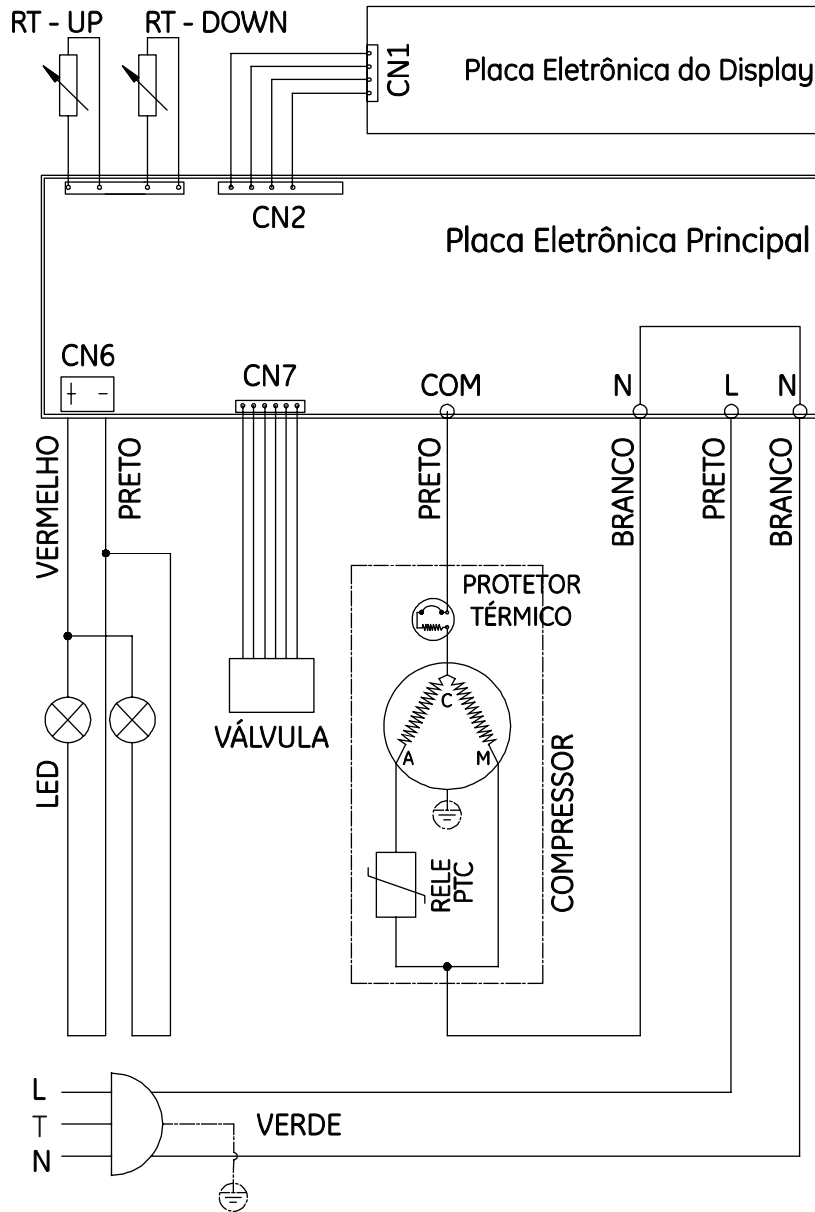 RT - UP
RT - DOWN
CN1
Placa Eletrônica do Display
CN2
Placa Eletrônica Principal
CN6
+ -
CN7
COM
N
L
N
VERMELHO
PRETO
PRETO
BRANCO
PRETO
BRANCO
PROTETOR
TÉRMICO
C
A
M
VÁLVULA
LED
RELE
PTC
COMPRESSOR
L
T
N
VERDE